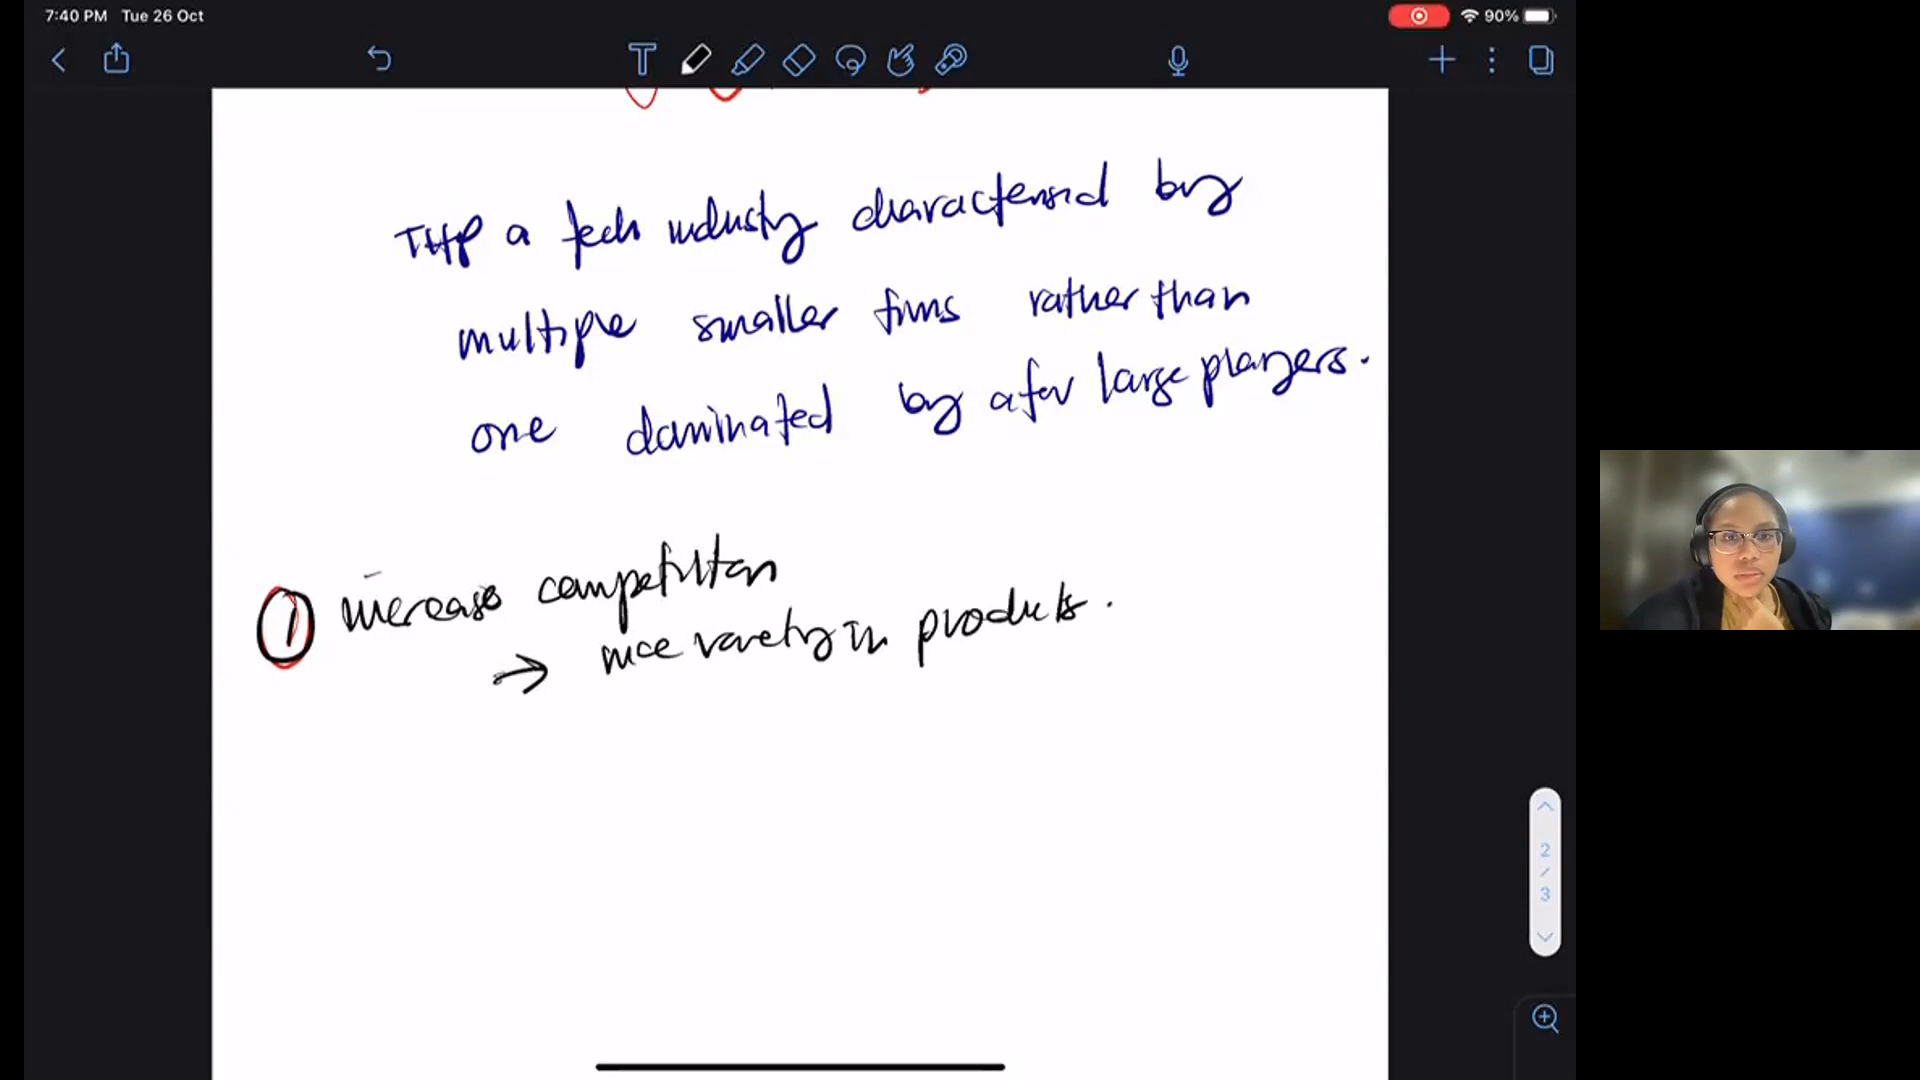 7:40 PM Tue 26 Oct
90%
THP a tech industry characterised by
multiple smaller firms rather than
one dominated by a few large players.
① increase competition
→ more variety in products.
2
/
3